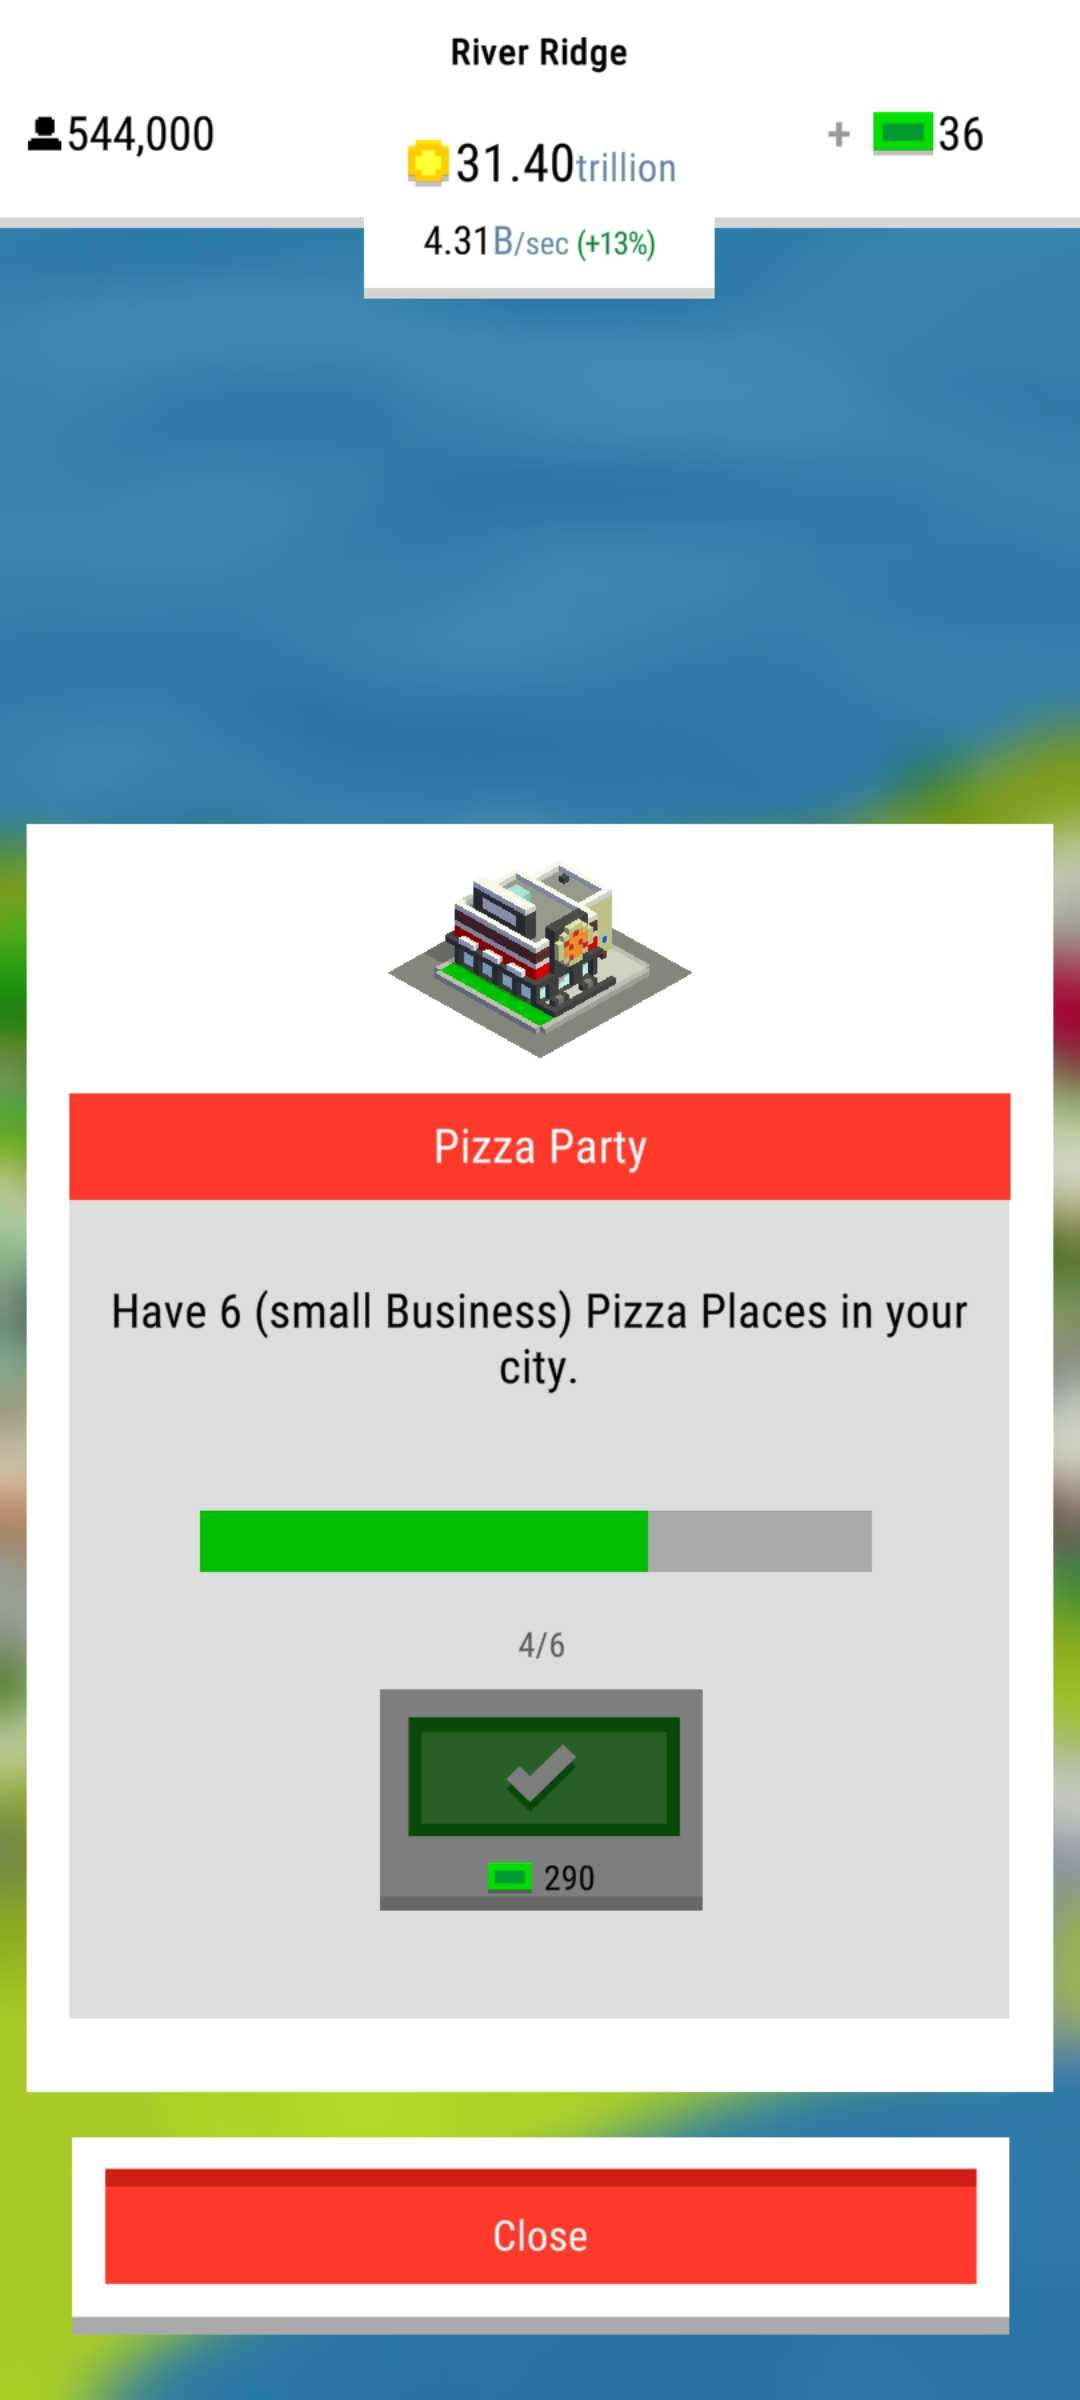 River Ridge
544,000
31.40trillion
+ 36
4.31B/sec (+13%)
Pizza Party
Have 6 (small Business) Pizza Places in your
city.
4/6
290
Close